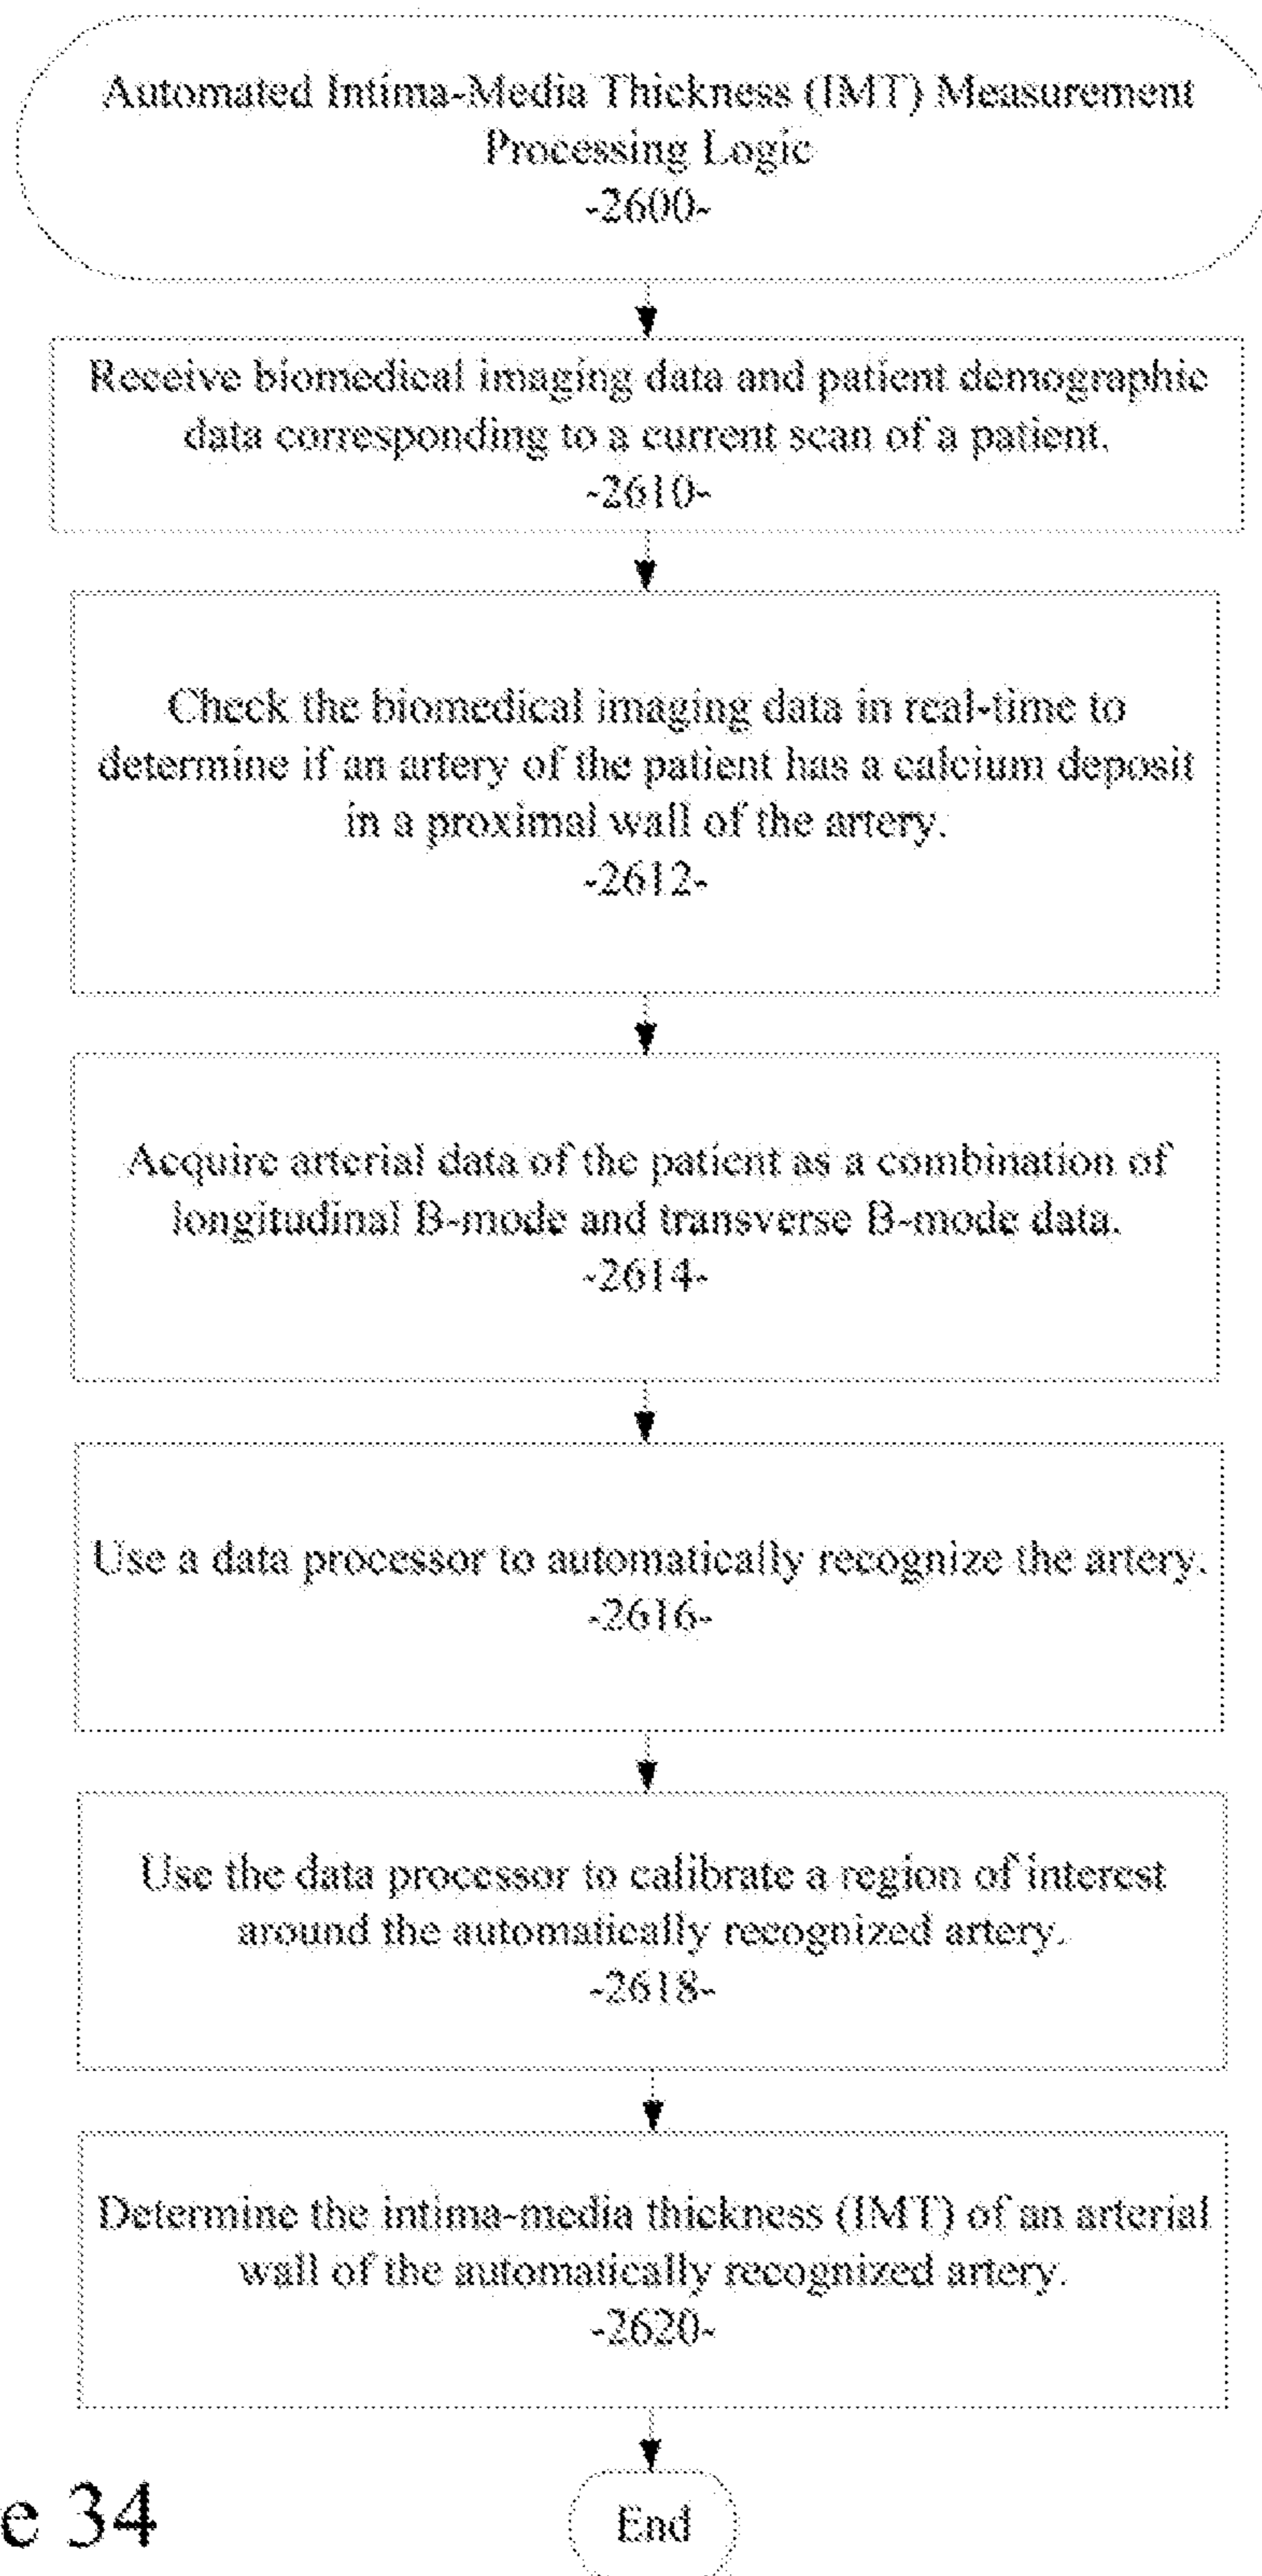 Automated Intima-Media Thickness (IMT) Measurement
Processing Logic
-2600-
Receive biomedical imaging data and patient demographic
data corresponding to a current scan of a patient.
-2610-
Check the biomedical imaging data in real-time to
determine if an artery of the patient has a calcium deposit
in a proximal wall of the artery.
-2612-
Acquire arterial data of the patient as a combination of
longitudinal B-mode and transverse B-mode data.
-2614-
Use a data processor to automatically recognize the artery.
-2616-
Use the data processor to calibrate a region of interest
around the automatically recognized artery.
-2618-
Determine the intima-media thickness (IMT) of an arterial
wall of the automatically recognized artery.
-2620-
End
e 34